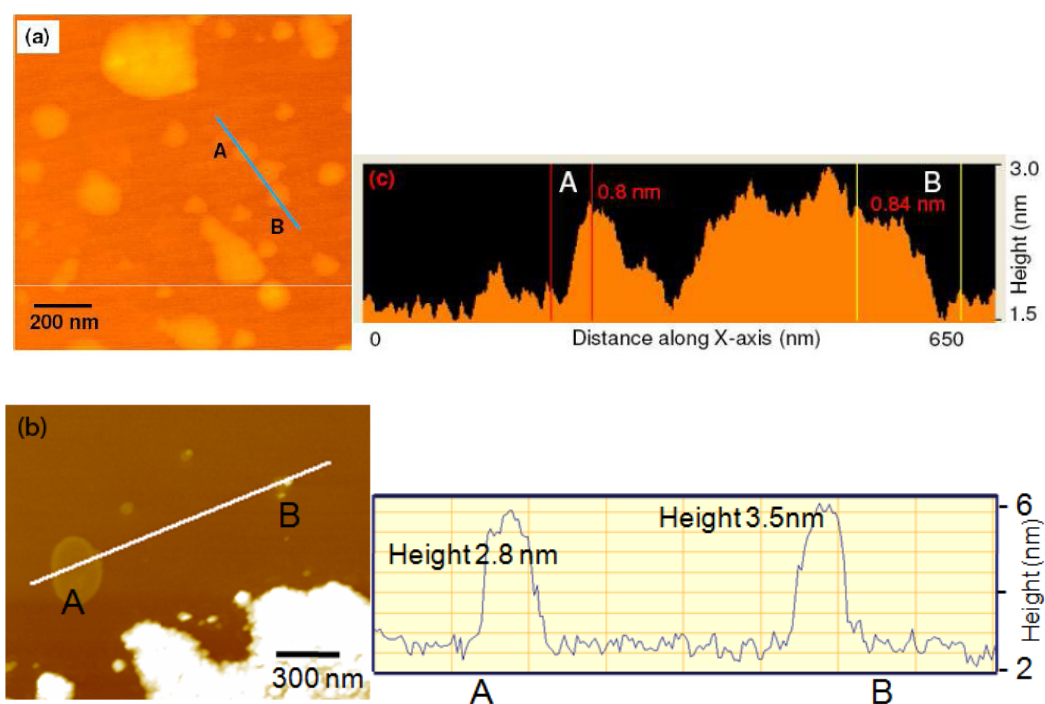 (a)
A
B
200 nm
(c)
A
0.8 nm
B
0.84 nm
3.0
Height (nm
1.5
0
Distance along X-axis (nm)
650
(b)
A
B
300 nm
Height 2.8 nm
Height 3.5nm
6
2
Height (nm)
A
B